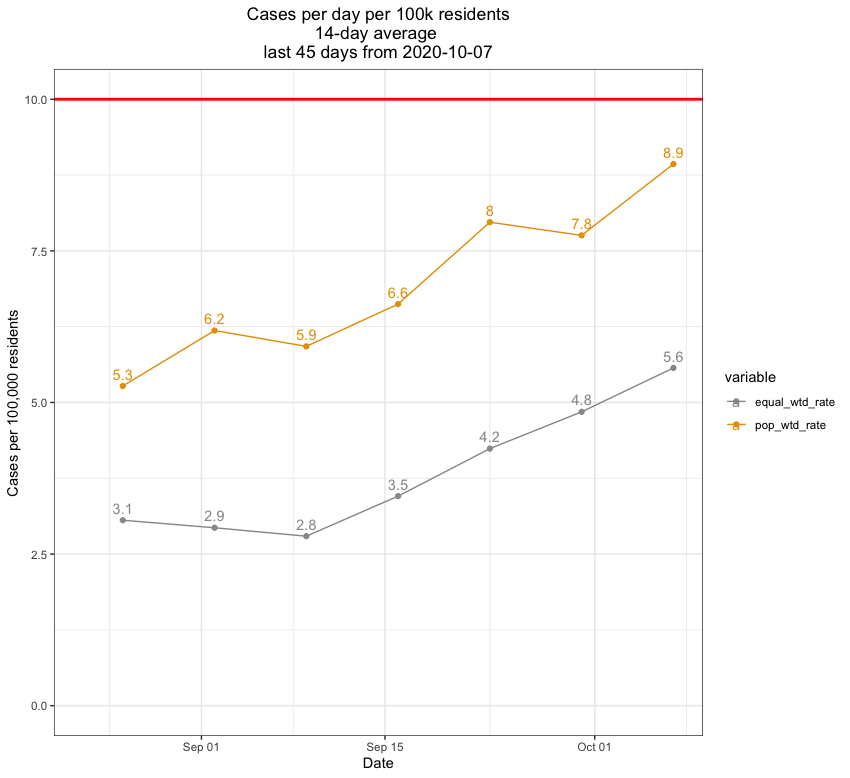 Cases per day per 100k residents
14-day average
last 45 days from 2020-10-07
Cases per 100,000 residents
10.0
7.5
5.0
2.5
0.0
5.3
6.2
5.9
6.6
8
7.8
8.9
3.1
2.9
2.8
3.5
4.2
4.8
5.6
Sep 01
Sep 15
Oct 01
Date
variable
a equal_wtd_rate
a pop_wtd_rate